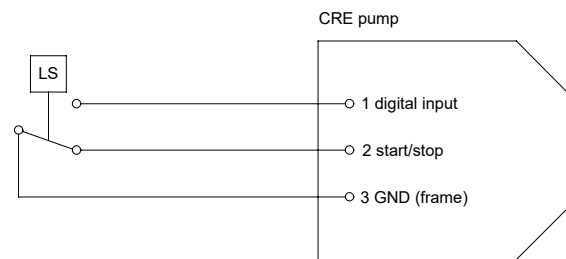 CRE pump
LS
1 digital input
2 start/stop
3 GND (frame)